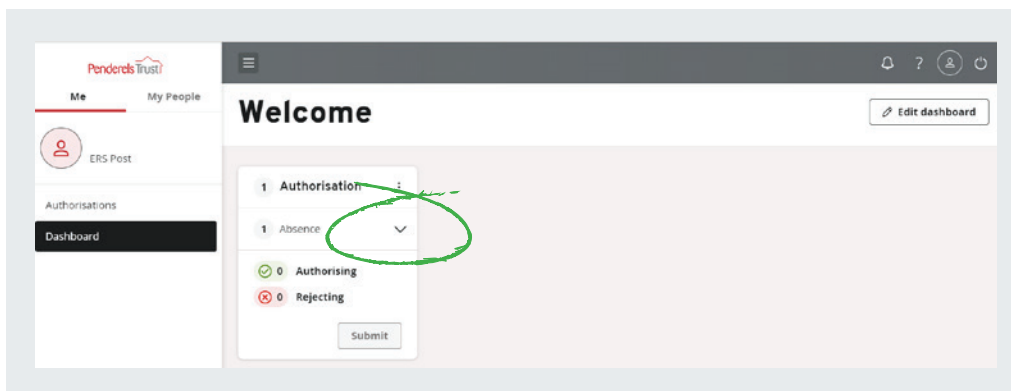 Penderels Trust
Me My People
ERS Post
Authorisations
Dashboard
?
Welcome
Edit dashboard
1 Authorisation
1 Absence
0 Authorising
0 Rejecting
Submit